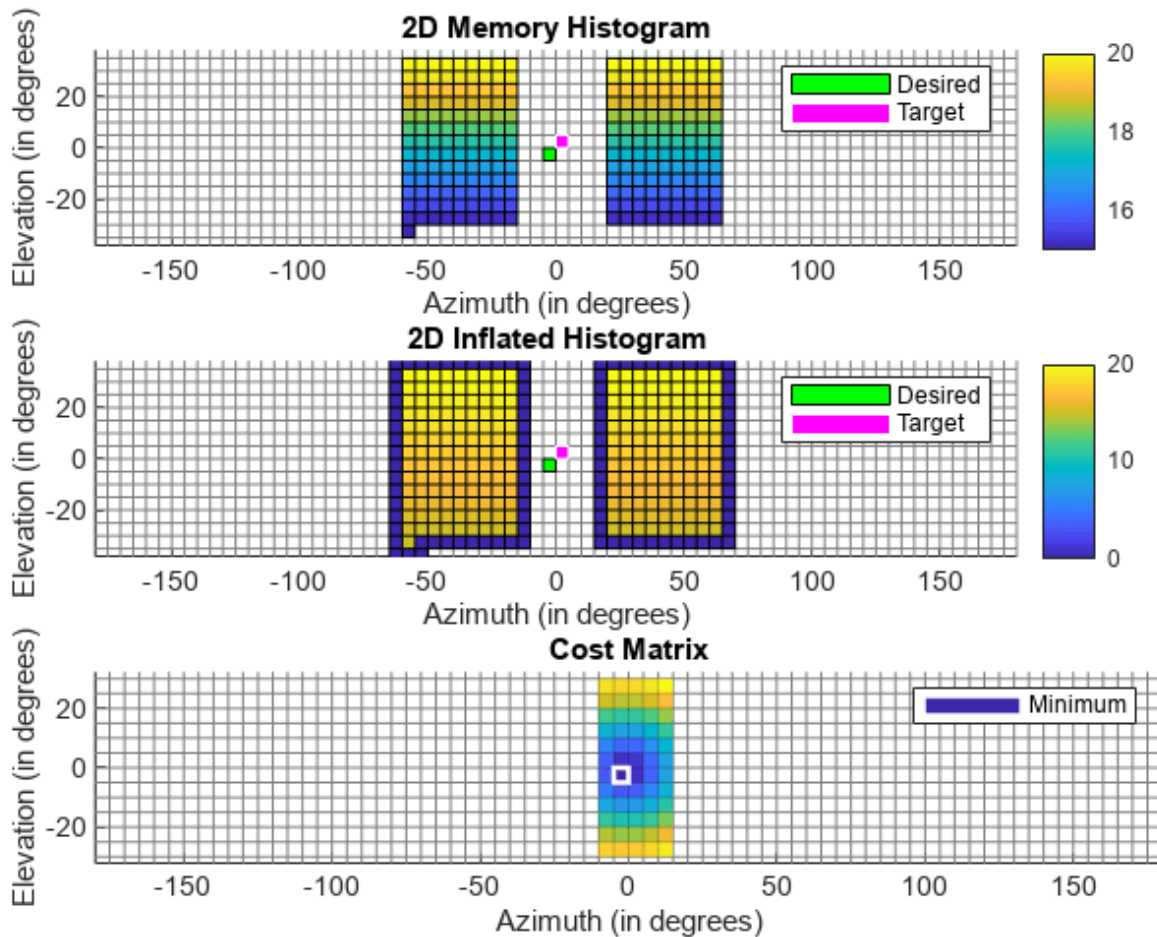 2D Memory Histogram
Elevation (in degrees)
20
0
-20
Desired
Target
20
18
16
-150 -100 -50 0 50 100 150
Azimuth (in degrees)
2D Inflated Histogram
Elevation (in degrees)
20
0
-20
Desired
Target
20
10
0
-150 -100 -50 0 50 100 150
Azimuth (in degrees)
Cost Matrix
Elevation (in degrees)
20
0
-20
Minimum
-150 -100 -50 0 50 100 150
Azimuth (in degrees)